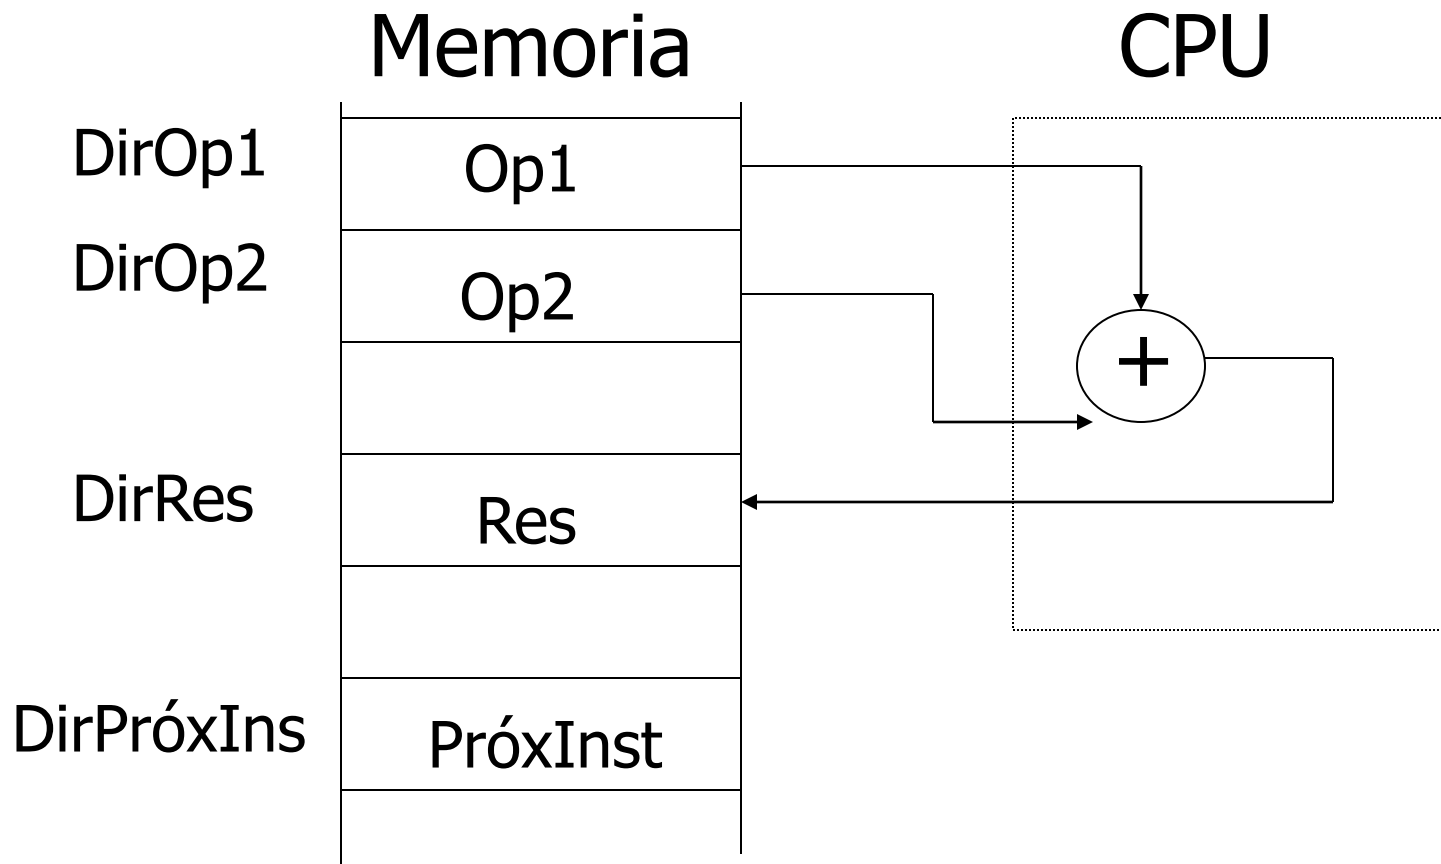 Memoria CPU
DirOp1 Op1
DirOp2 Op2
+
DirRes Res
DirPróxIns PróxInst